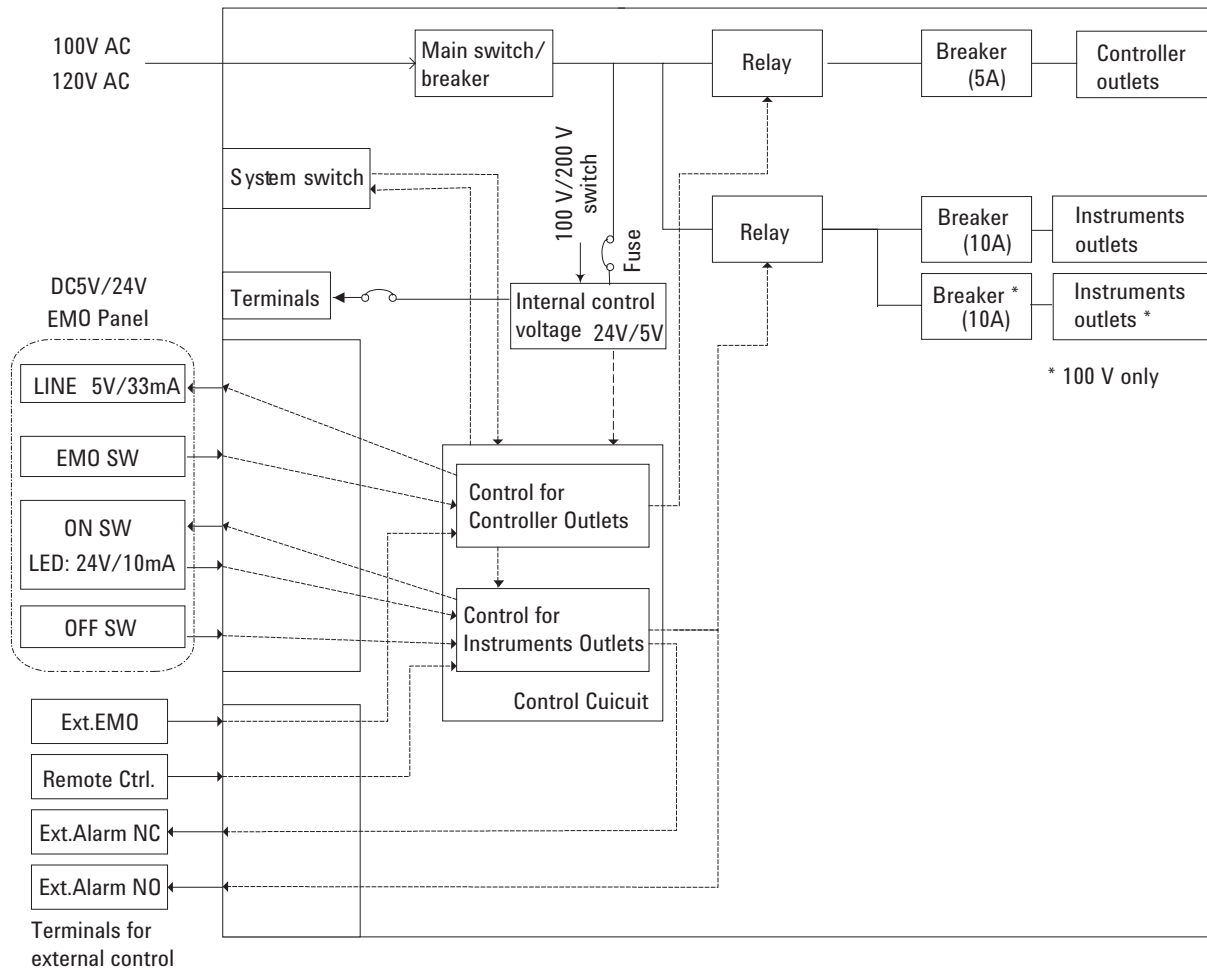 100V AC
120V AC
Main switch/
breaker
Relay
Breaker
(5A)
Controller
outlets
System switch
100 V/200 V
switch
Fuse
Relay
Breaker
(10A)
Instruments
outlets
Breaker *
(10A)
Instruments
outlets *
* 100 V only
Terminals
Internal control
voltage 24V/5V
DC5V/24V
EMO Panel
LINE 5V/33mA
EMO SW
ON SW
LED: 24V/10mA
OFF SW
Control for
Controller Outlets
Control for
Instruments Outlets
Control Cuicuit
Ext.EMO
Remote Ctrl.
Ext.Alarm NC
Ext.Alarm NO
Terminals for
external control